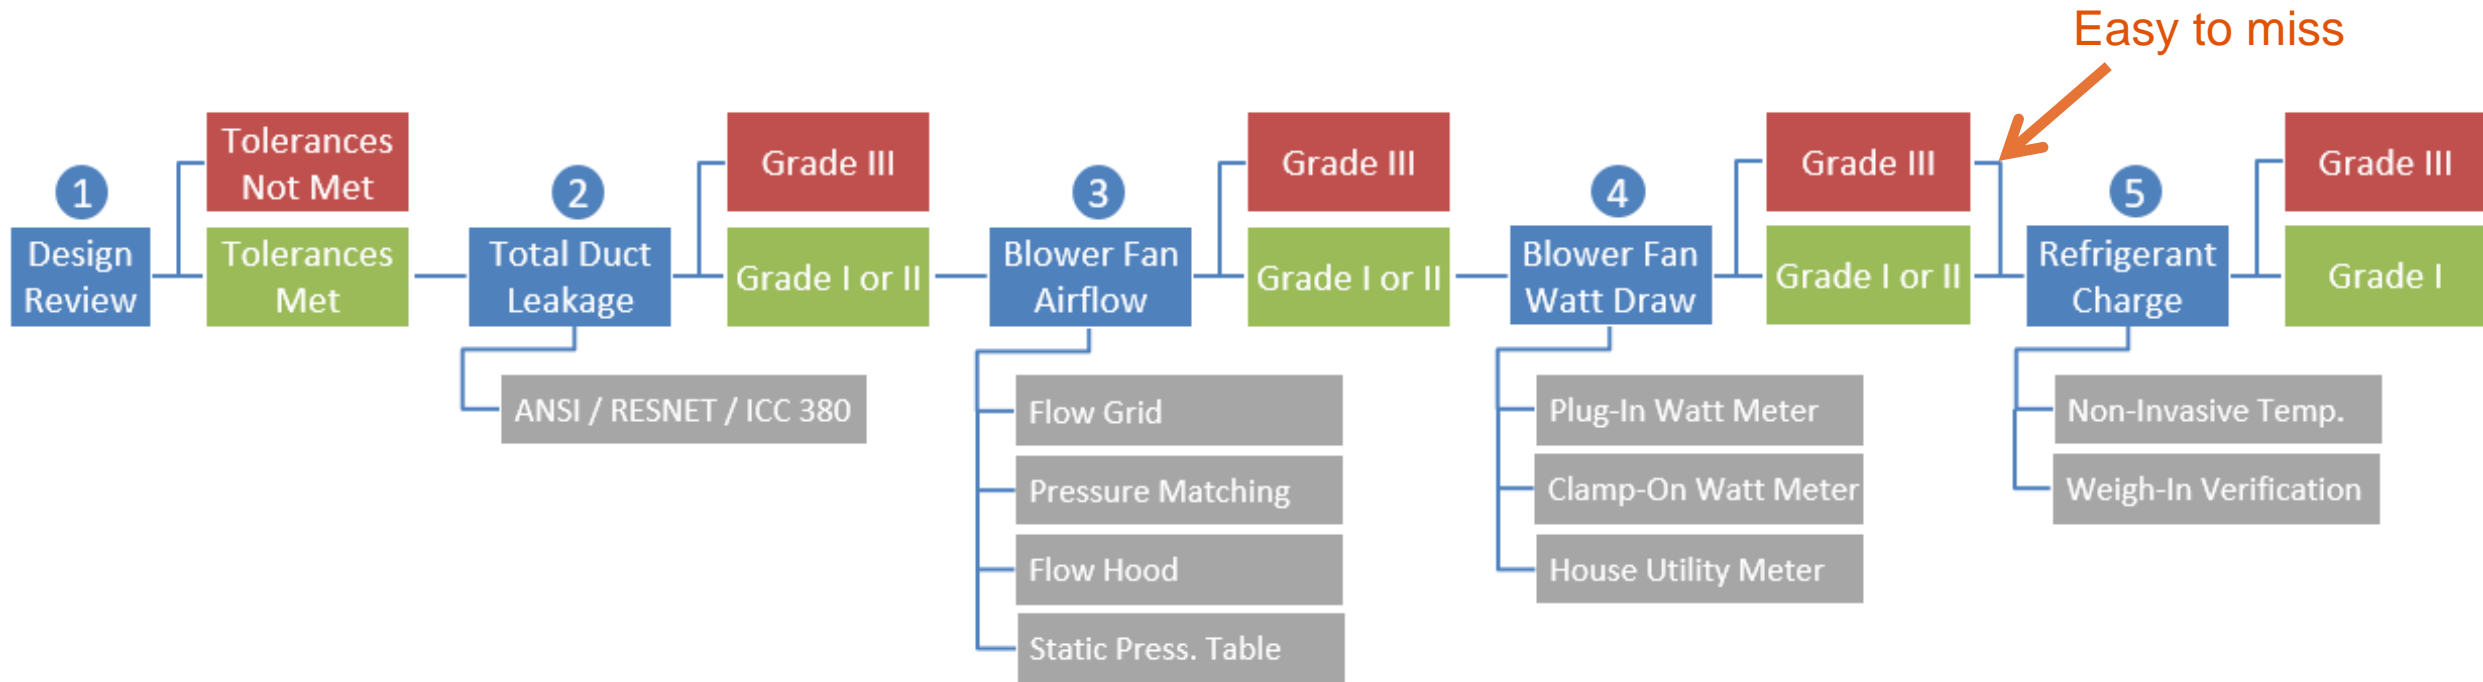 Easy to miss
1
Design
Review
Tolerances
Not Met
Tolerances
Met
2
Total Duct
Leakage
ANSI / RESNET / ICC 380
Grade III
Grade I or II
3
Blower Fan
Airflow
Flow Grid
Pressure Matching
Flow Hood
Static Press. Table
Grade III
Grade I or II
4
Blower Fan
Watt Draw
Plug-In Watt Meter
Clamp-On Watt Meter
House Utility Meter
Grade III
Grade I or II
5
Refrigerant
Charge
Non-Invasive Temp.
Weigh-In Verification
Grade III
Grade I